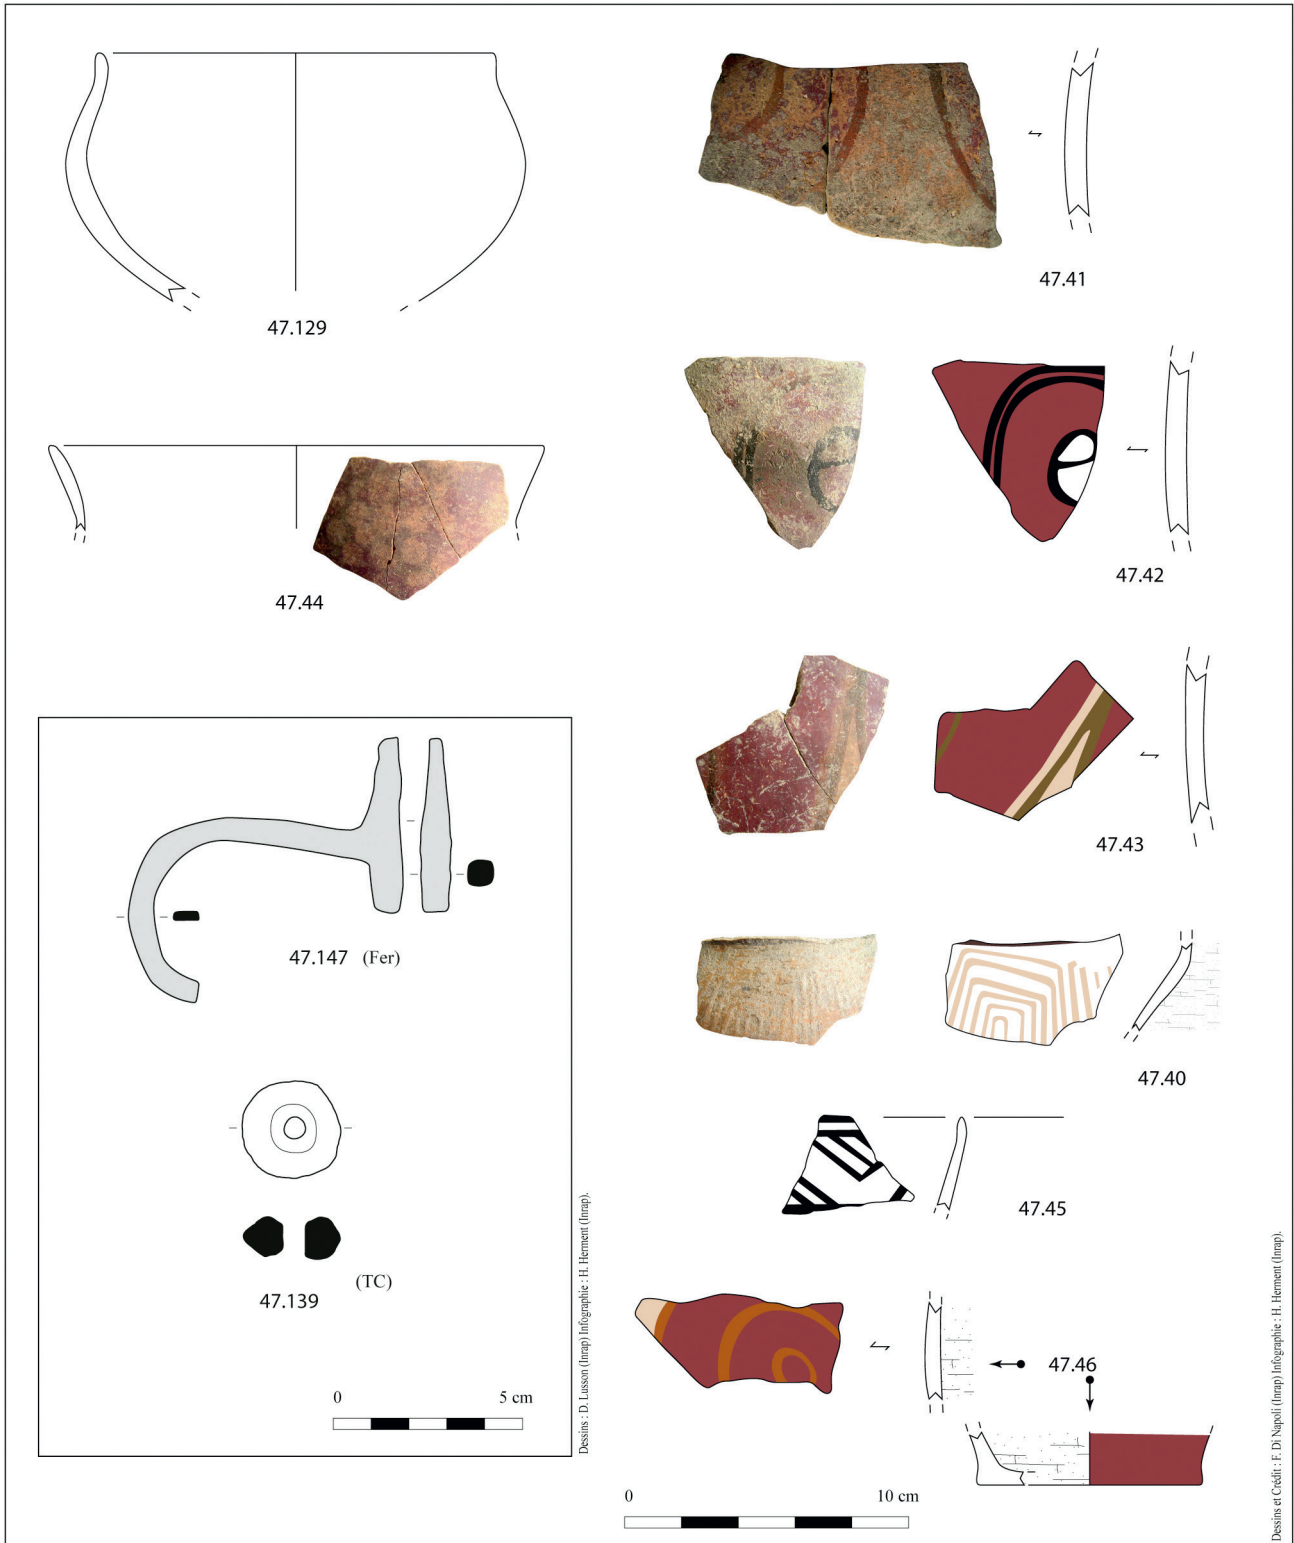 47.129
47.41
47.44
47.42
47.43
47.147 (Fer)
47.40
47.45
(TC)
47.139
47.46
0 5 cm
0 10 cm
Dessins : D. Lusson (Inrap) Infographie : H. Herment (Inrap).
Dessins et Crédit : F. Di Napoli (Inrap) Infographie : H. Herment (Inrap).